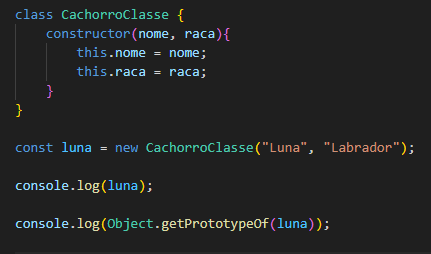 class CachorroClasse {
    constructor(nome, raca){
        this.nome = nome;
        this.raca = raca;
    }
}
const luna = new CachorroClasse("Luna", "Labrador");
console.log(luna);
console.log(Object.getPrototypeOf(luna));